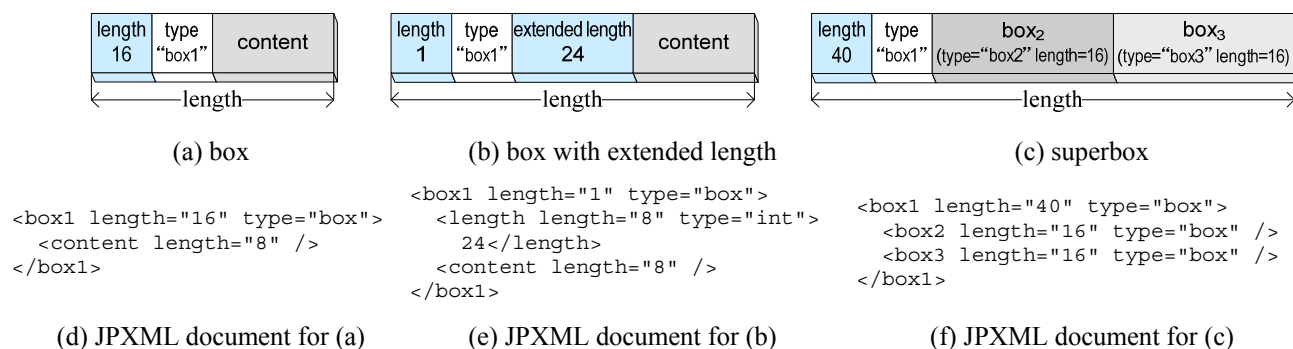 length type content
16 "box1"
length
(a) box
length type extended length content
1 "box1" 24
length
(b) box with extended length
length type box₂ box₃
40 "box1" (type="box2" length=16) (type="box3" length=16)
length
(c) superbox
<box1 length="16" type="box">
  <content length="8" />
</box1>
(d) JPXML document for (a)
<box1 length="1" type="box">
  <length length="8" type="int">
    24</length>
  <content length="8" />
</box1>
(e) JPXML document for (b)
<box1 length="40" type="box">
  <box2 length="16" type="box" />
  <box3 length="16" type="box" />
</box1>
(f) JPXML document for (c)